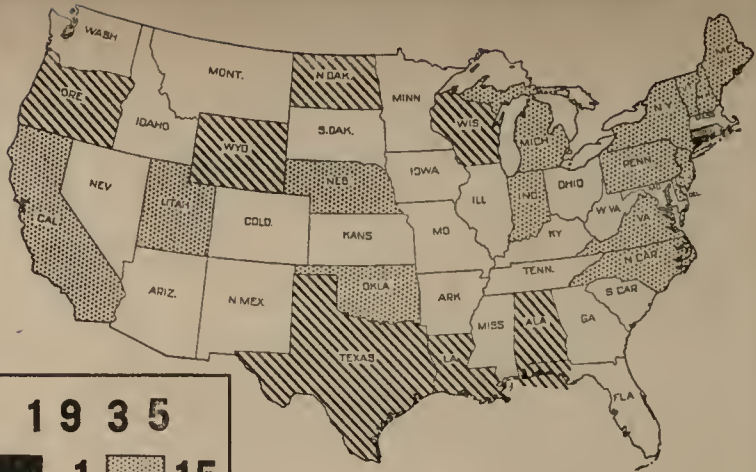 WASH
MONT.
N DAK.
MINN
ORE
IDAHO
WYO
S.DAK.
WIS
MICH
N.Y.
ME.
NEV
UTAH
COLO.
NEB
IOWA
ILL
IND.
OHIO
PENN.
CAL.
KANS
MO
KY
W VA
VA
DEL
ARIZ.
N MEX.
OKLA
ARK
TENN.
N CAR.
S CAR
TEXAS
LA.
MISS
ALA
GA
FLA
1935
1 15